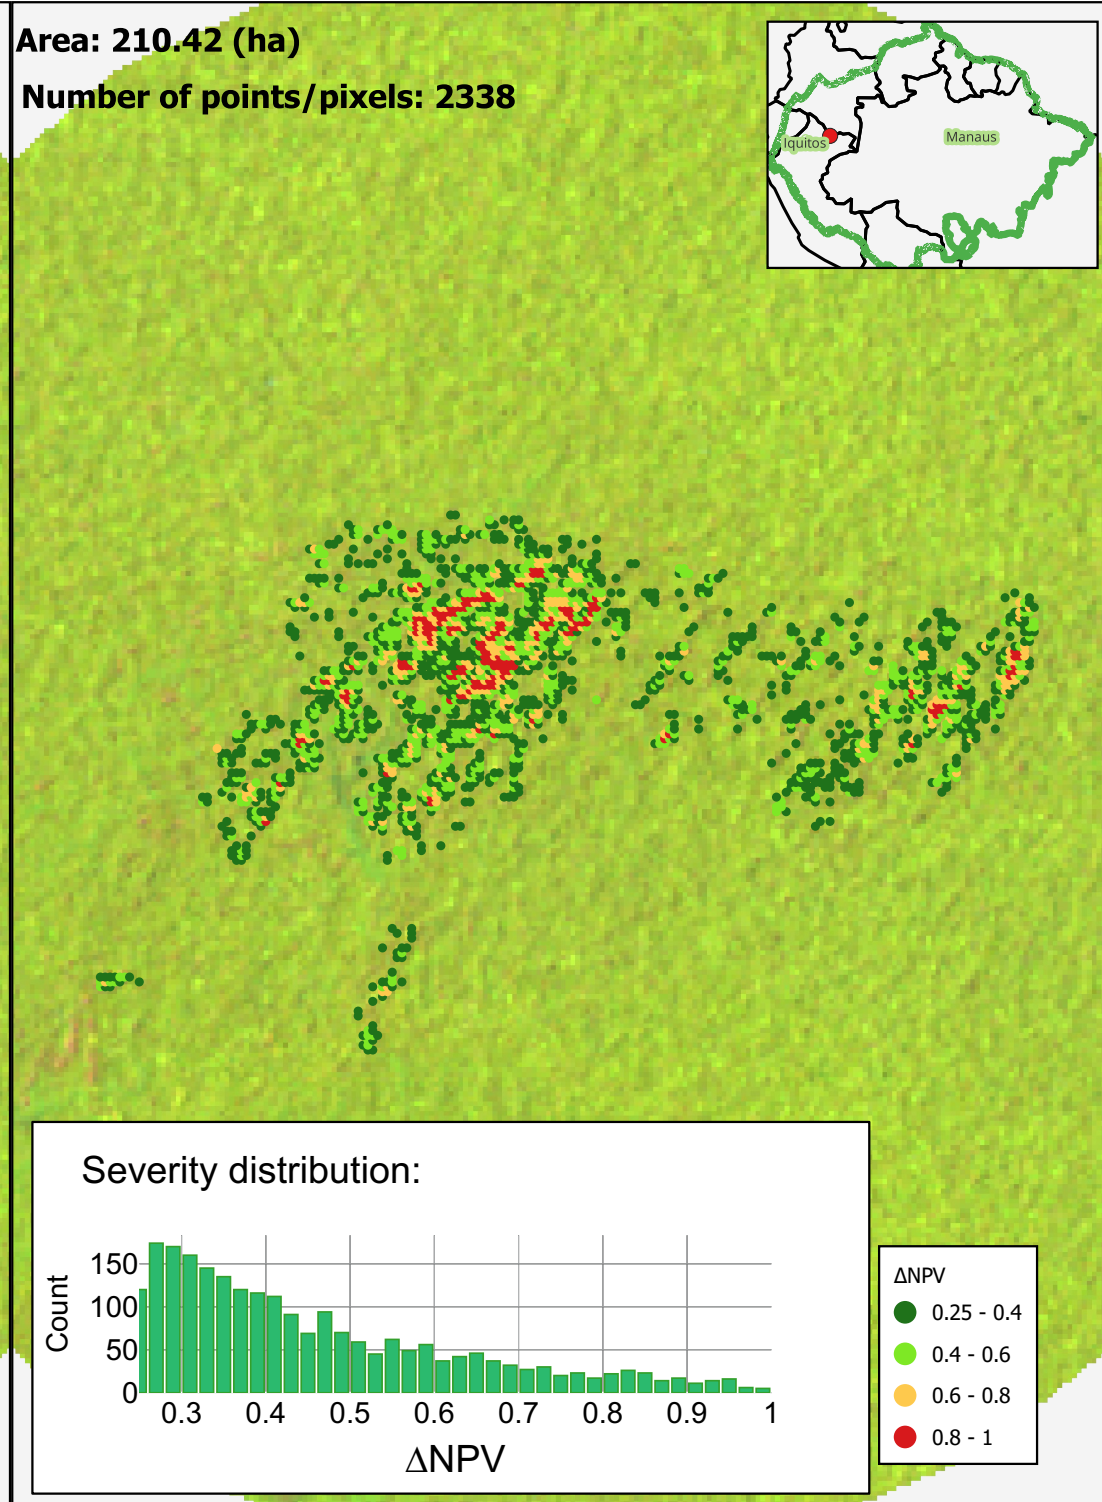 Area: 210.42 (ha)
Number of points/pixels: 2338
Iquitos
Manaus
Severity distribution:
Count
150
100
50
0
0.3 0.4 0.5 0.6 0.7 0.8 0.9 1
ΔNPV
ΔNPV
0.25 - 0.4
0.4 - 0.6
0.6 - 0.8
0.8 - 1